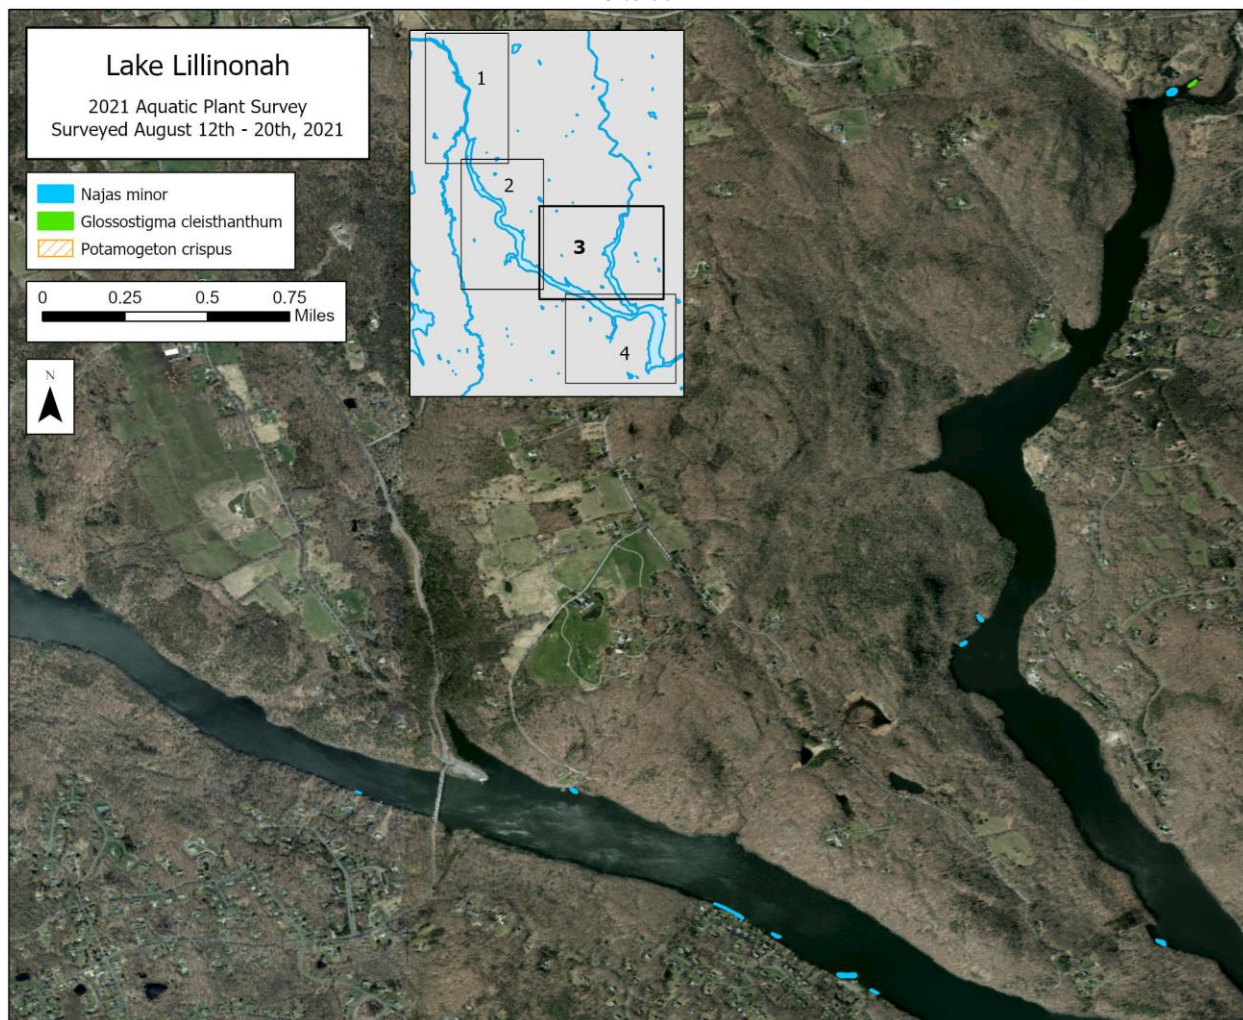 Lake Lillinonah
2021 Aquatic Plant Survey
Surveyed August 12th - 20th, 2021
Najas minor
Glossostigma cleisthanthum
Potamogeton crispus
0 0.25 0.5 0.75
Miles
N
1
2
3
4